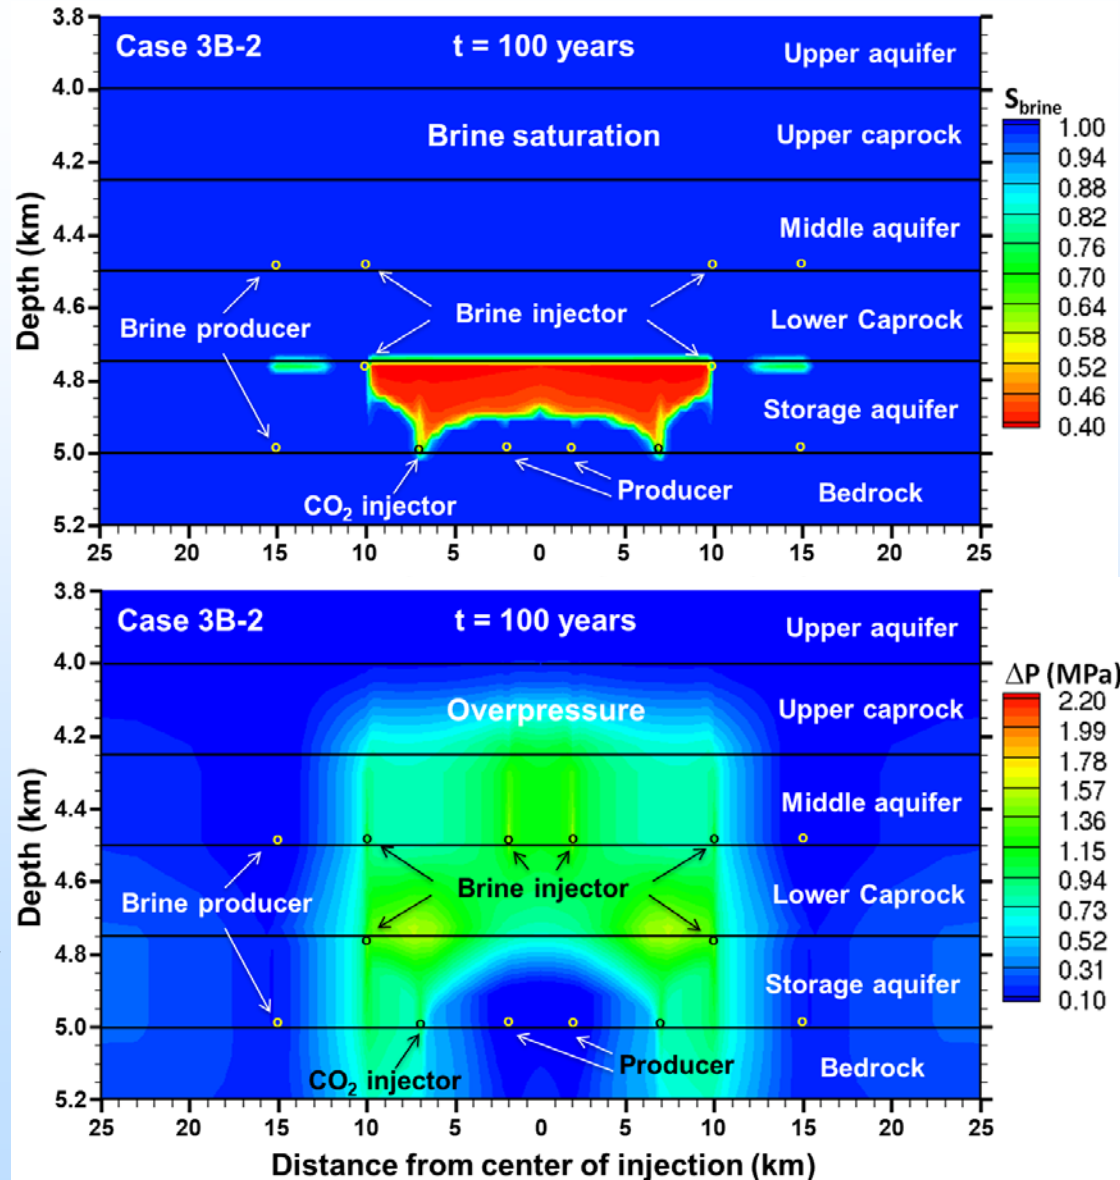 Case 3B-2
t = 100 years
Upper aquifer
Brine saturation
Upper caprock
Middle aquifer
Brine producer
Brine injector
Lower Caprock
Storage aquifer
CO₂ injector
Producer
Bedrock
Depth (km)
3.8
4.0
4.2
4.4
4.6
4.8
5.0
5.2
25 20 15 10 5 0 5 10 15 20 25
S_brine
1.00
0.94
0.88
0.82
0.76
0.70
0.64
0.58
0.52
0.46
0.40
Case 3B-2
t = 100 years
Upper aquifer
Overpressure
Upper caprock
Middle aquifer
Brine producer
Brine injector
Lower Caprock
Storage aquifer
CO₂ injector
Producer
Bedrock
Depth (km)
3.8
4.0
4.2
4.4
4.6
4.8
5.0
5.2
25 20 15 10 5 0 5 10 15 20 25
Distance from center of injection (km)
ΔP (MPa)
2.20
1.99
1.78
1.57
1.36
1.15
0.94
0.73
0.52
0.31
0.10